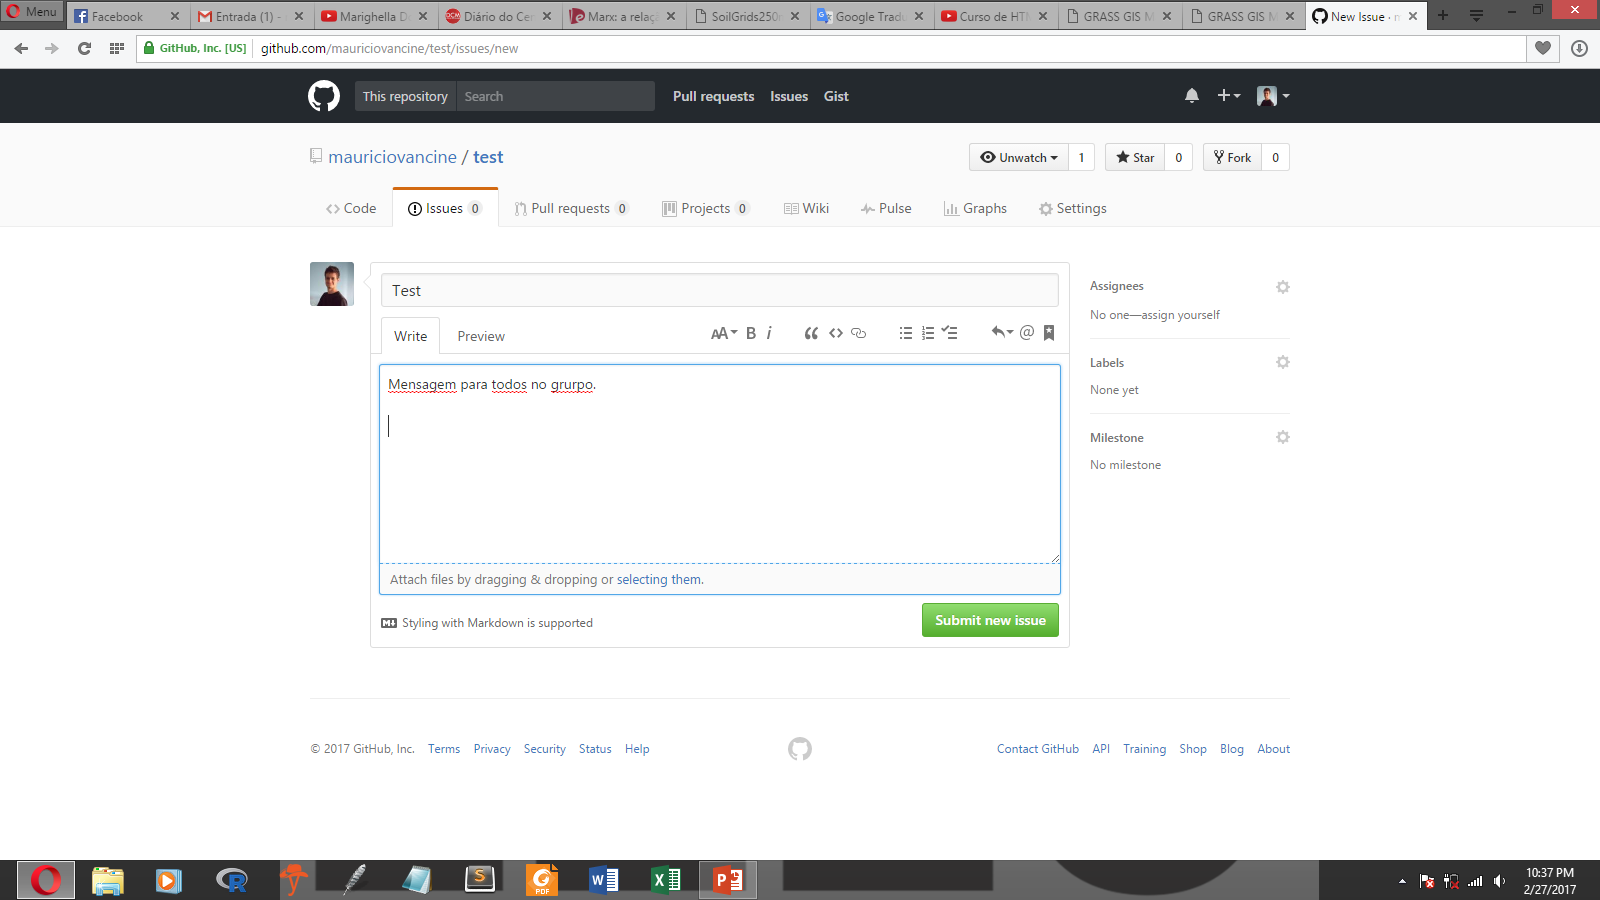 Menu
Facebook
Entrada (1) -
Marighella D
Diário do Cer
Marx: a relaç
SoilGrids250
Google Tradu
Curso de HTM
GRASS GIS M
GRASS GIS M
New Issue · m
GitHub, Inc. [US]
github.com/mauriciovancine/test/issues/new
This repository
Search
Pull requests
Issues
Gist
mauriciovancine / test
Unwatch
1
Star
0
Fork
0
Code
Issues 0
Pull requests 0
Projects 0
Wiki
Pulse
Graphs
Settings
Test
Write
Preview
AA B i
Mensagem para todos no grurpo.
Attach files by dragging & dropping or selecting them.
Styling with Markdown is supported
Submit new issue
Assignees
No one—assign yourself
Labels
None yet
Milestone
No milestone
© 2017 GitHub, Inc.
Terms
Privacy
Security
Status
Help
Contact GitHub
API
Training
Shop
Blog
About
10:37 PM
2/27/2017